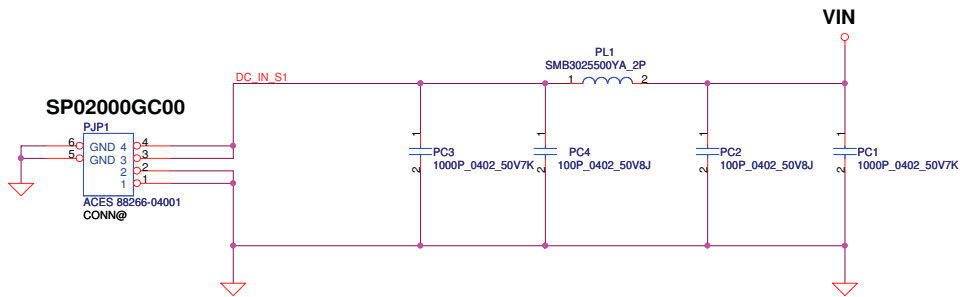 VIN
PL1
SMB3025500YA_2P
DC_IN_S1
1 2
SP02000GC00
PJP1
6 GND 4 4
5 GND 3 3
2 2
1 1
ACES 88266-04001
CONN@
1 1 1 1
PC3
1000P_0402_50V7K
PC4
100P_0402_50V8J
PC2
100P_0402_50V8J
PC1
1000P_0402_50V7K
2 2 2 2